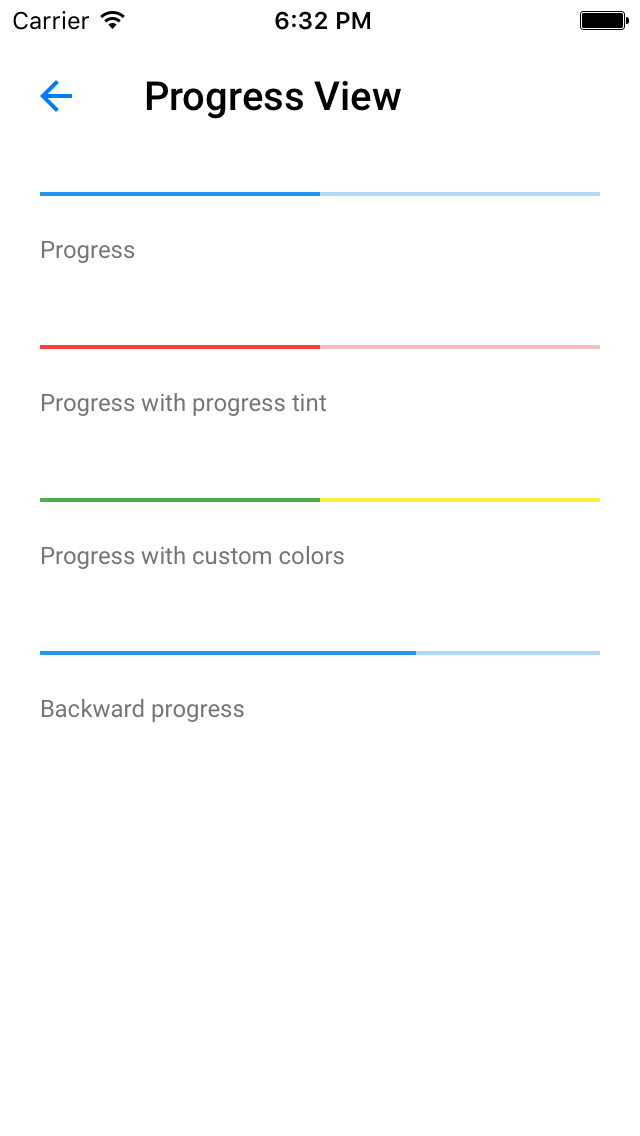 Carrier 6:32 PM
Progress View
Progress
Progress with progress tint
Progress with custom colors
Backward progress